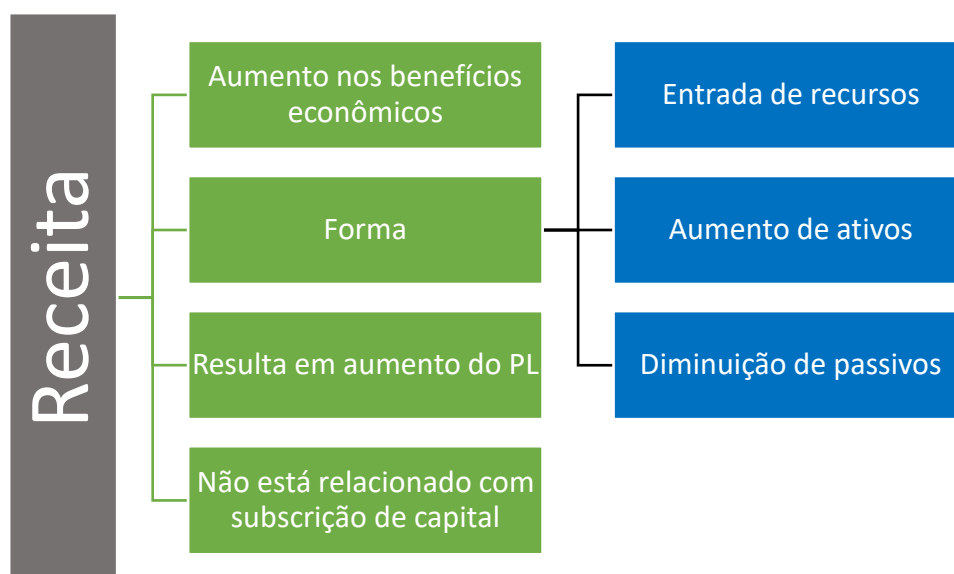 Receita
Aumento nos benefícios
econômicos
Forma
Resulta em aumento do PL
Não está relacionado com
subscrição de capital
Entrada de recursos
Aumento de ativos
Diminuição de passivos